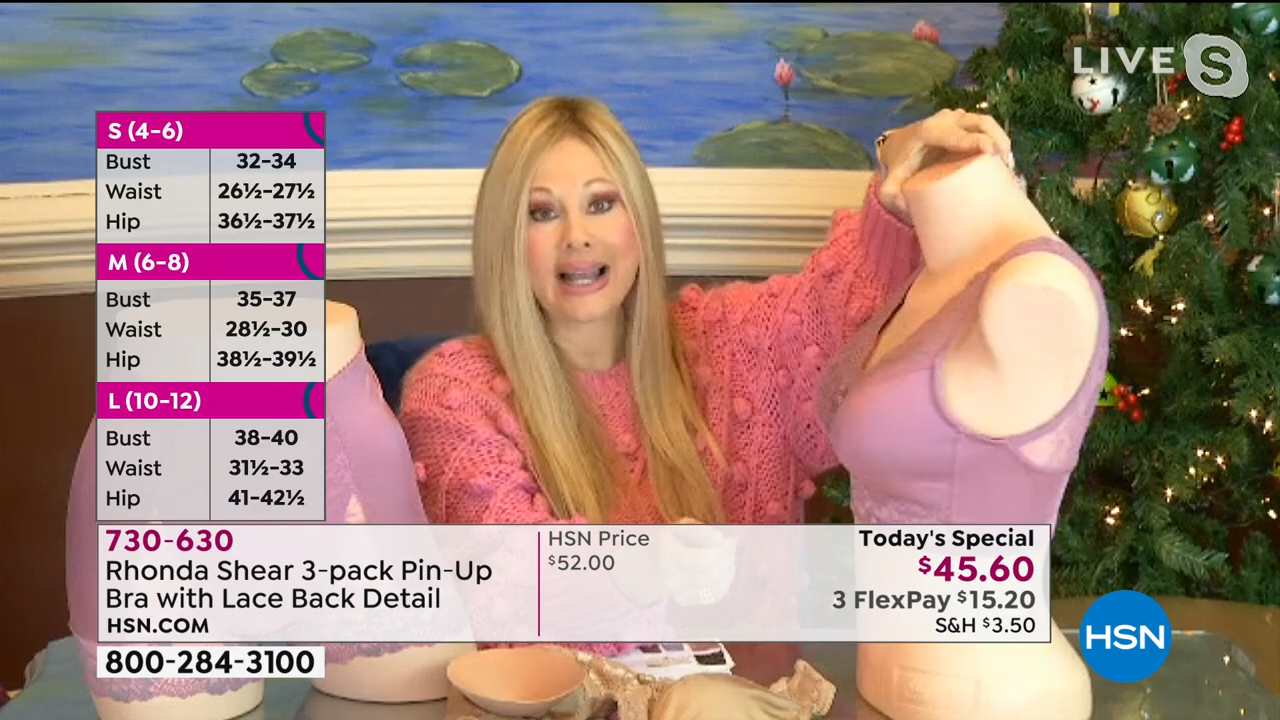 LIVE S
S (4-6)
Bust 32-34
Waist 26½-27½
Hip 36½-37½
M (6-8)
Bust 35-37
Waist 28½-30
Hip 38½-39½
L (10-12)
Bust 38-40
Waist 31½-33
Hip 41-42½
730-630
Rhonda Shear 3-pack Pin-Up
Bra with Lace Back Detail
HSN.COM
HSN Price
$52.00
Today's Special
$45.60
3 FlexPay $15.20
S&H $3.50
HSN
800-284-3100